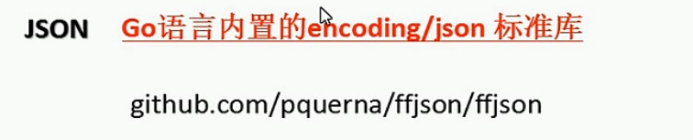 JSON Go语言内置的encoding/json 标准库
github.com/pquerna/ffjson/ffjson